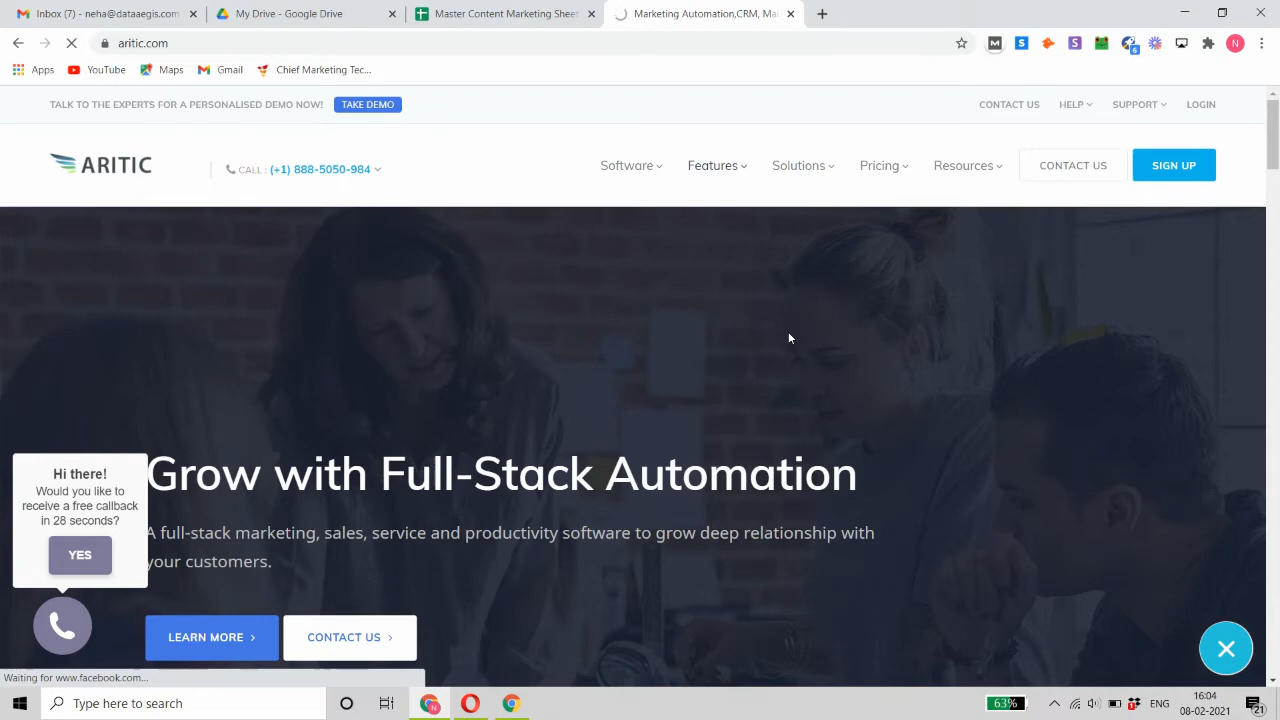 Inbox (7) - neha@dataaegis.com
My Drive - Google Drive
Master Content Marketing Sheet
Marketing Automation,CRM, Ma
aritic.com
6
N
Apps
YouTube
Maps
Gmail
Chief Marketing Tec...
TALK TO THE EXPERTS FOR A PERSONALISED DEMO NOW!
TAKE DEMO
CONTACT US
HELP
SUPPORT
LOGIN
ARITIC
CALL : (+1) 888-5050-984
Software
Features
Solutions
Pricing
Resources
CONTACT US
SIGN UP
Grow with Full-Stack Automation
A full-stack marketing, sales, service and productivity software to grow deep relationship with
your customers.
LEARN MORE
CONTACT US
Hi there!
Would you like to
receive a free callback
in 28 seconds?
YES
Waiting for www.facebook.com...
Type here to search
63%
ENG
16:04
08-02-2021
21